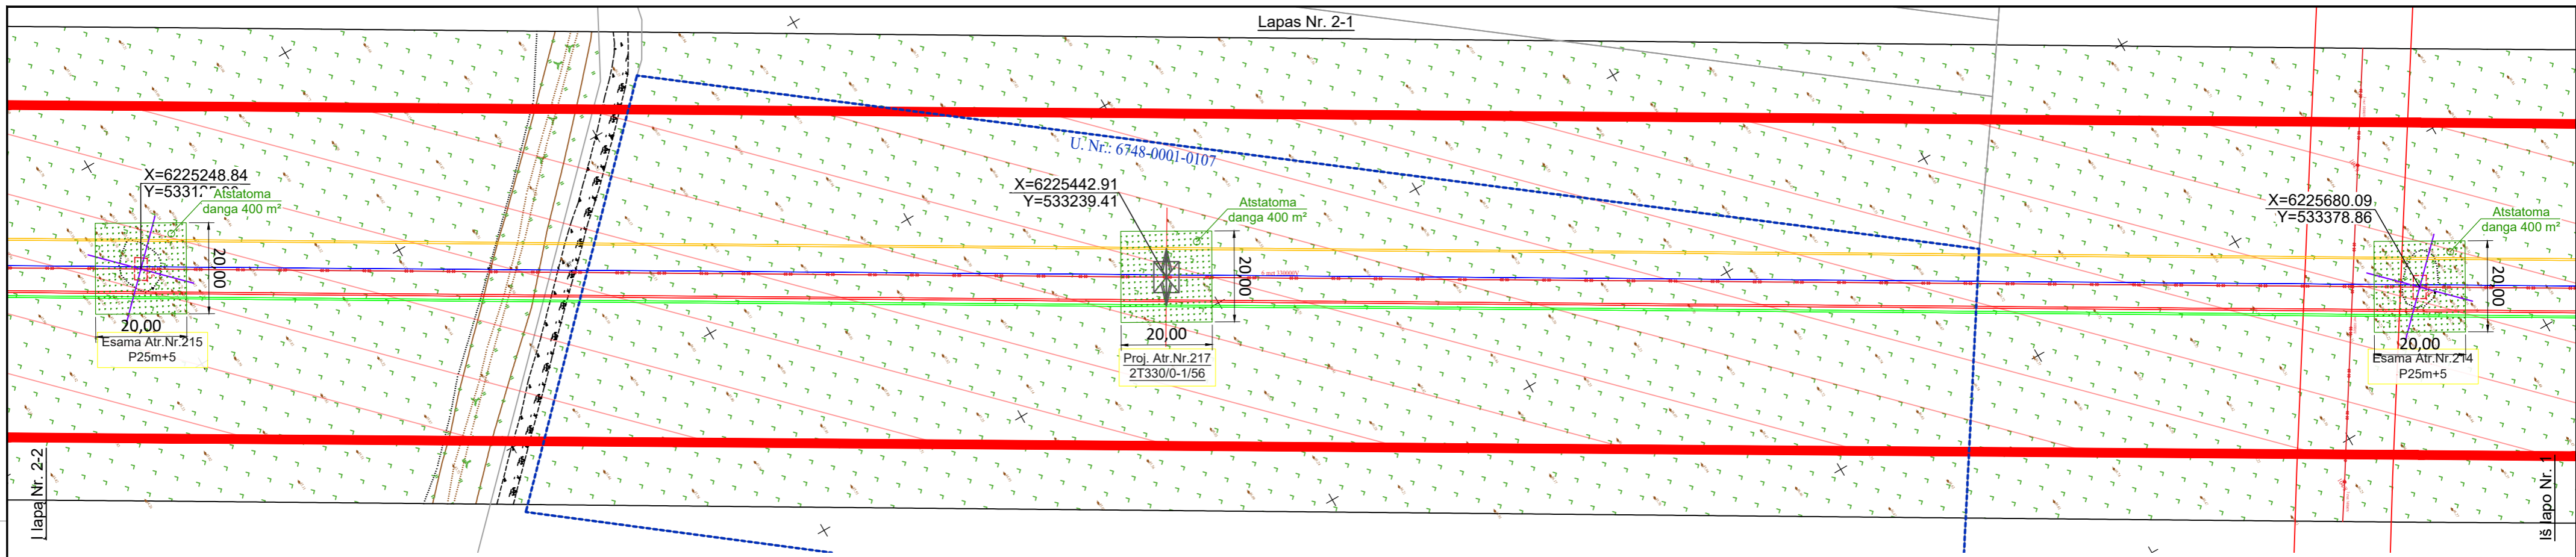 Lapas Nr. 2-1
U. Nr.: 6748-0001-0107
X=6225248.84
Atstatoma
danga 400 m²
20,00
20,00
Esama Atr.Nr.215
P25m+5
X=6225442.91
Y=533239.41
Atstatoma
danga 400 m²
20,00
20,00
Proj. Atr.Nr.217
2T330/0-1/56
X=6225680.09
Y=533378.86
Atstatoma
danga 400 m²
20,00
20,00
Esama Atr.Nr.214
P25m+5
Į lapą Nr. 2-2
Iš lapo Nr. 1